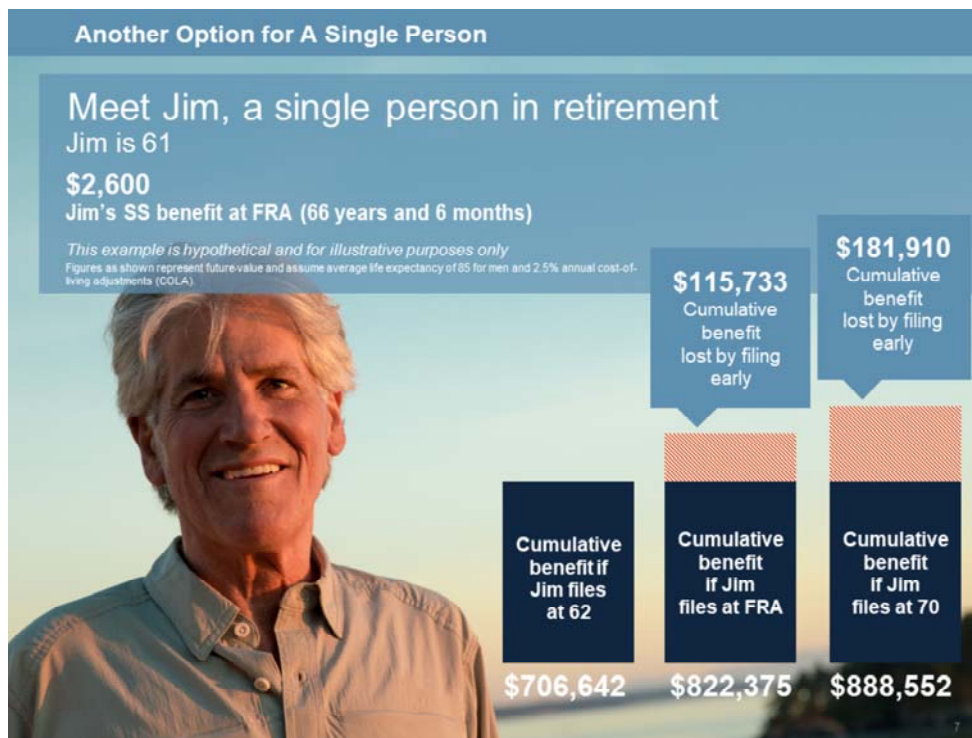 Another Option for A Single Person
Meet Jim, a single person in retirement
Jim is 61
$2,600
Jim's SS benefit at FRA (66 years and 6 months)
This example is hypothetical and for illustrative purposes only
Figures as shown represent future-value and assume average life expectancy of 85 for men and 2.5% annual cost-of-
living adjustments (COLA)
$115,733
Cumulative
benefit
lost by filing
early
$181,910
Cumulative
benefit
lost by filing
early
Cumulative
benefit if
Jim files
at 62
$706,642
Cumulative
benefit
if Jim
files at FRA
$822,375
Cumulative
benefit
if Jim
files at 70
$888,552
7